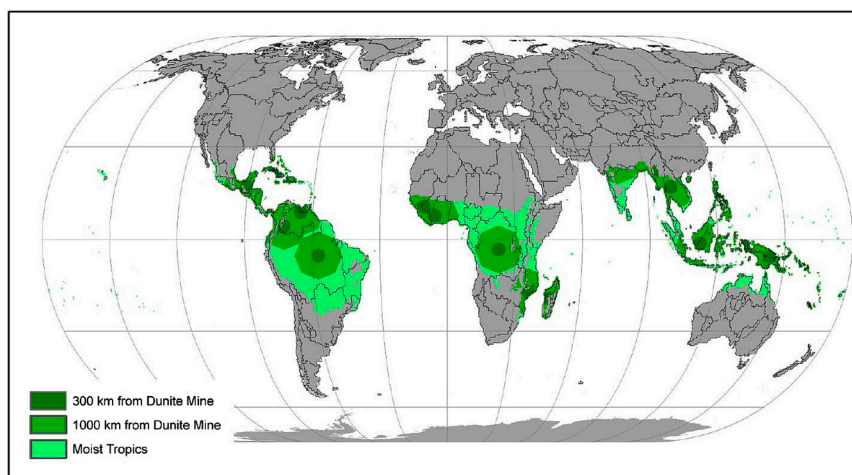 300 km from Dunite Mine
1000 km from Dunite Mine
Moist Tropics